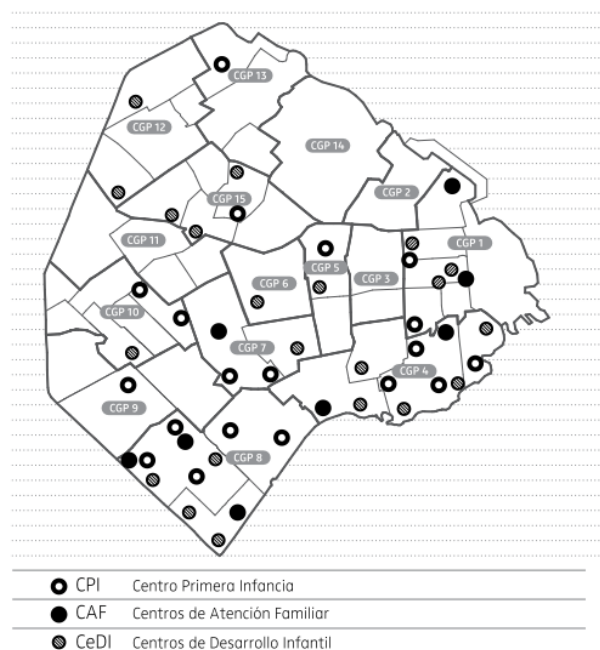 CGP 13
CGP 12
CGP 14
CGP 2
CGP 15
CGP 11
CGP 1
CGP 5
CGP 6
CGP 3
CGP 10
CGP 7
CGP 4
CGP 9
CGP 8
CPI Centro Primera Infancia
CAF Centros de Atención Familiar
CeDI Centros de Desarrollo Infantil